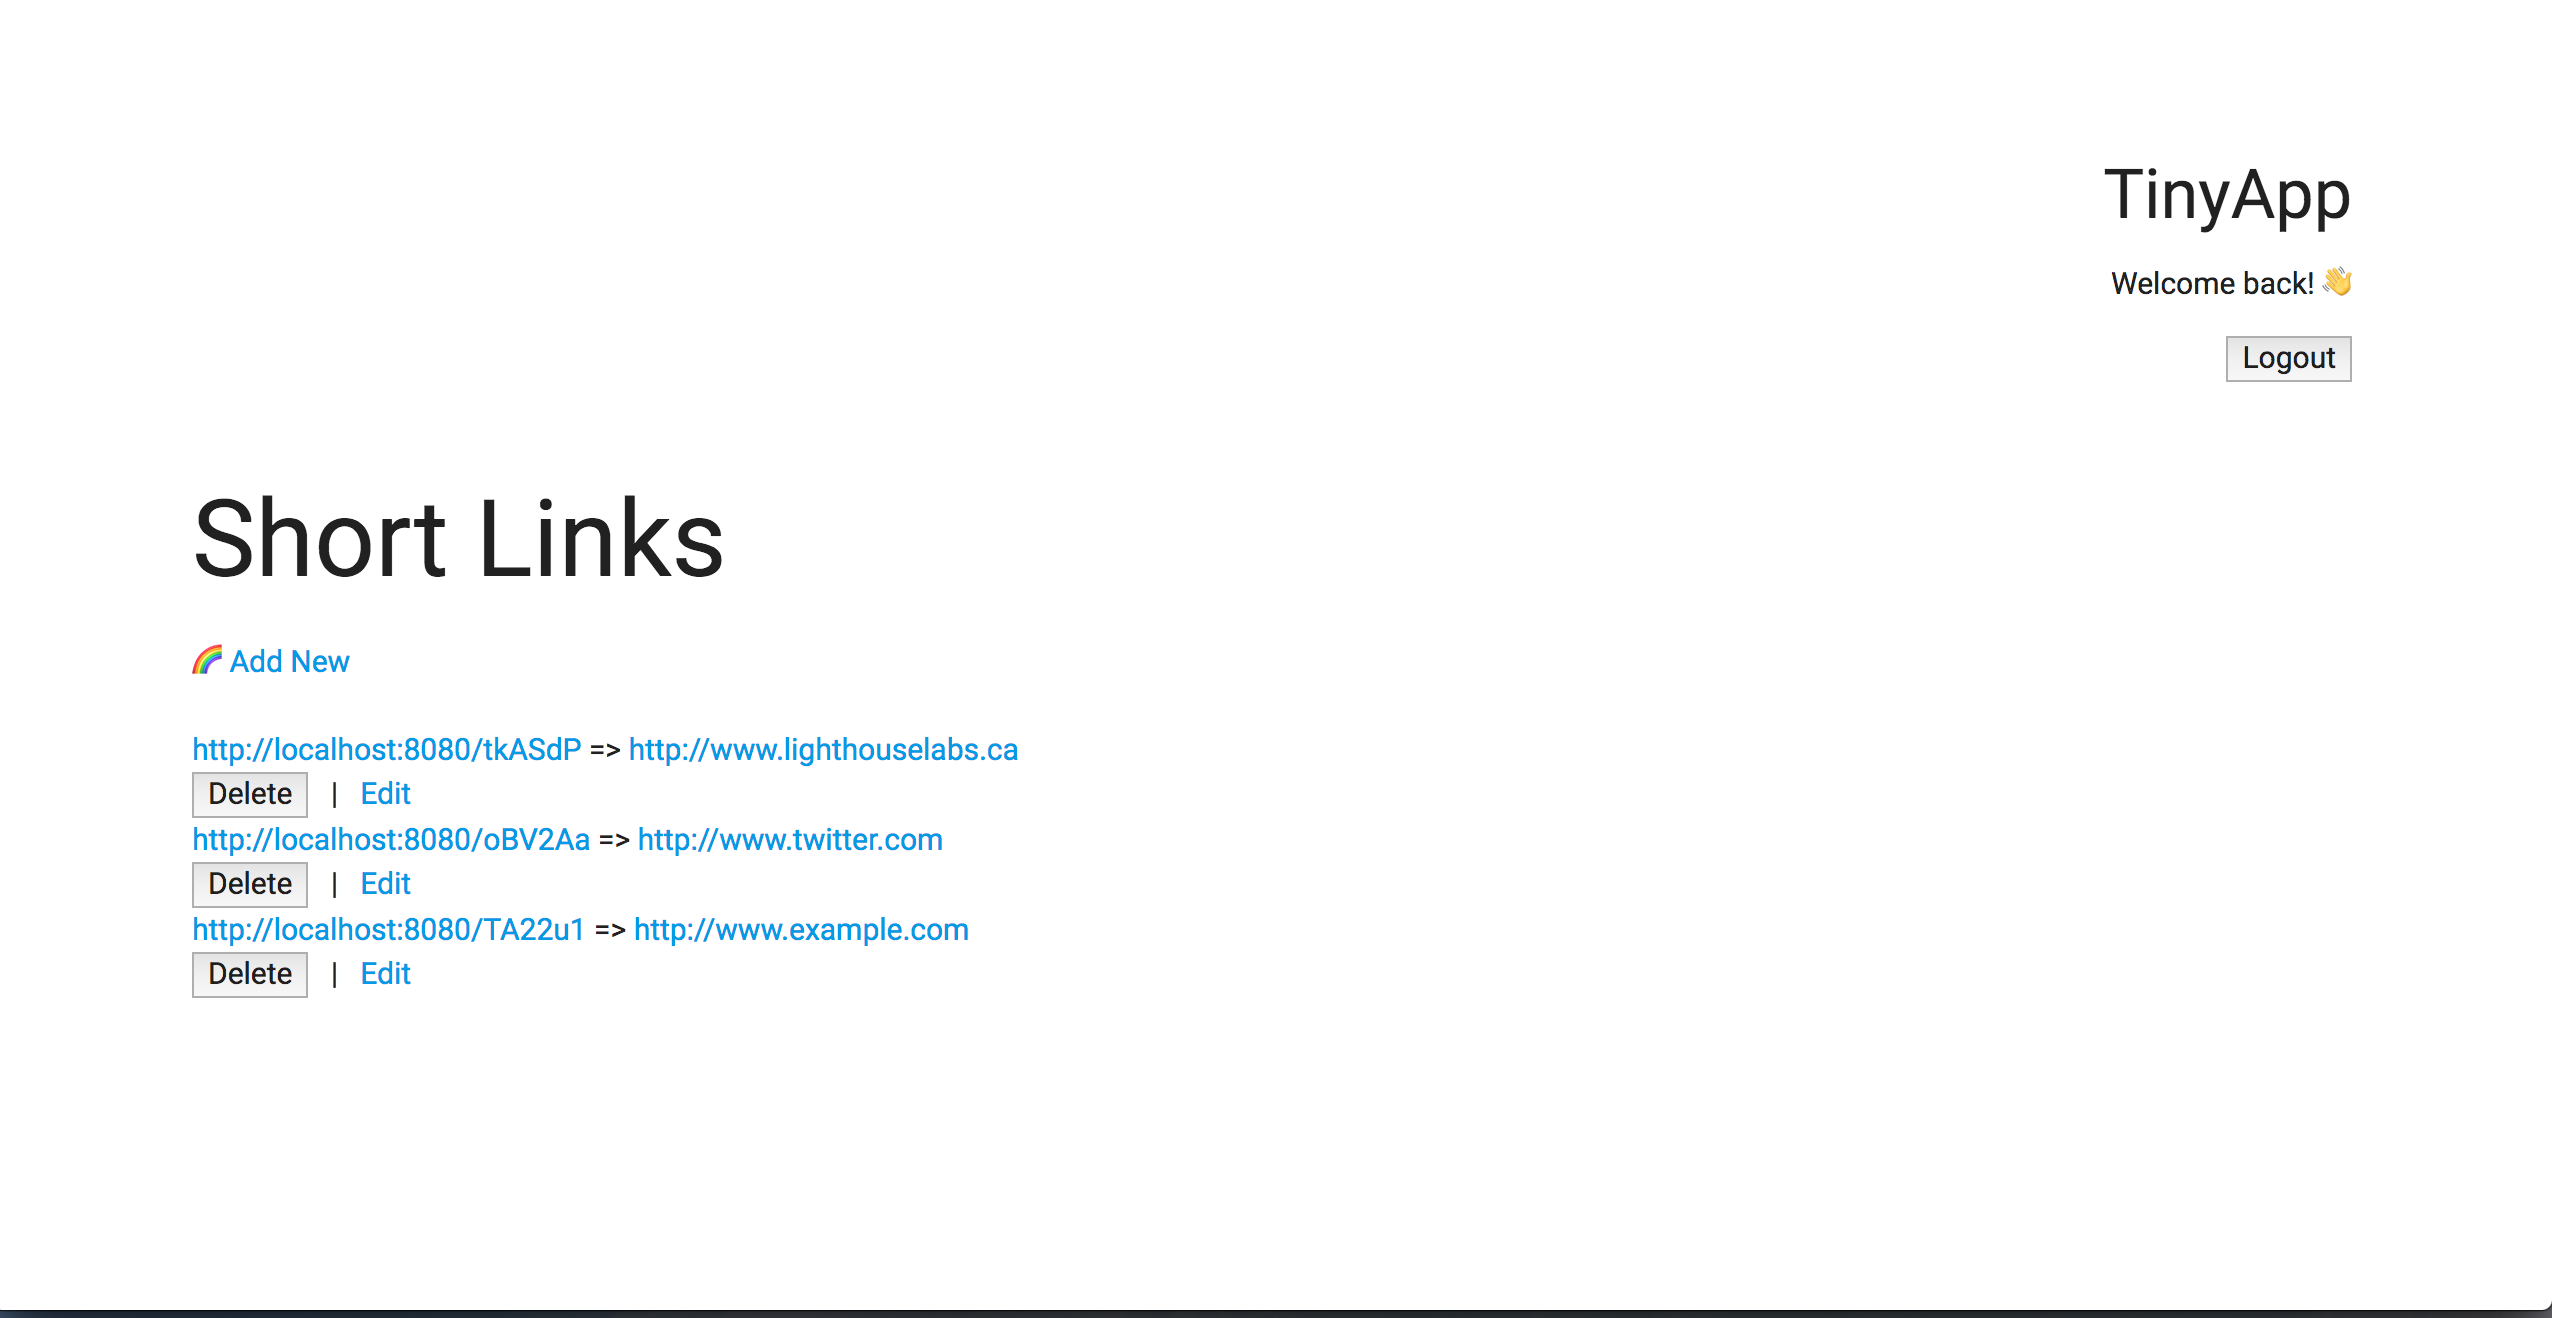 TinyApp
Welcome back! 👋
Logout
Short Links
🌈 Add New
http://localhost:8080/tkASdP => http://www.lighthouselabs.ca
Delete | Edit
http://localhost:8080/oBV2Aa => http://www.twitter.com
Delete | Edit
http://localhost:8080/TA22u1 => http://www.example.com
Delete | Edit